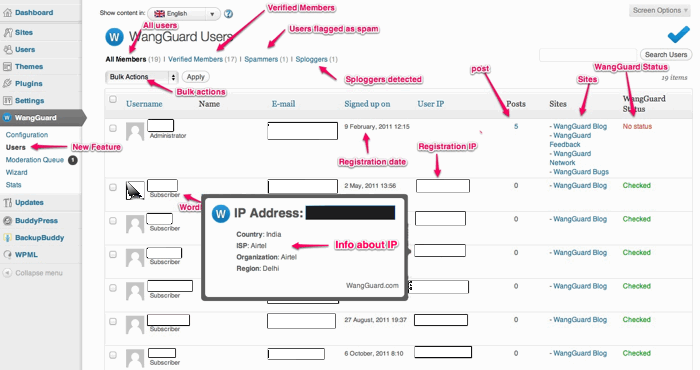 Dashboard
Sites
Users
Themes
Plugins
Settings
WangGuard
Configuration
Users
Moderation Queue 1
Wizard
Stats
Updates
BuddyPress
BackupBuddy
WPML
Collapse menu
New Feature
Show content in: English ?
Screen Options
All users
Verified Members
Users flagged as spam
W WangGuard Users
All Members (19) | Verified Members (17) | Spammers (1) | Sploggers (1)
Search Users
Sploggers detected
Bulk Actions Apply
Bulk actions
post
Sites
WangGuard Status
19 items
Username Name E-mail Signed up on User IP Posts Sites WangGuard Status
Administrator
9 February, 2011 12:15
5
- WangGuard Blog
- WangGuard Feedback
- WangGuard Network
- WangGuard Bugs
No status
Registration date
Registration IP
Subscriber
2 May, 2011 13:56
0
- WangGuard Blog
Checked
W IP Address:
Country: India
ISP: Airtel
Organization: Airtel
Region: Delhi
WangGuard.com
Info about IP
Subscriber
0
- WangGuard Blog
Checked
Subscriber
0
- WangGuard Blog
Checked
Subscriber
0
- WangGuard Blog
Checked
Subscriber
27 August, 2011 19:37
0
- WangGuard Blog
Checked
Subscriber
6 October, 2011 8:10
0
- WangGuard Blog
Checked